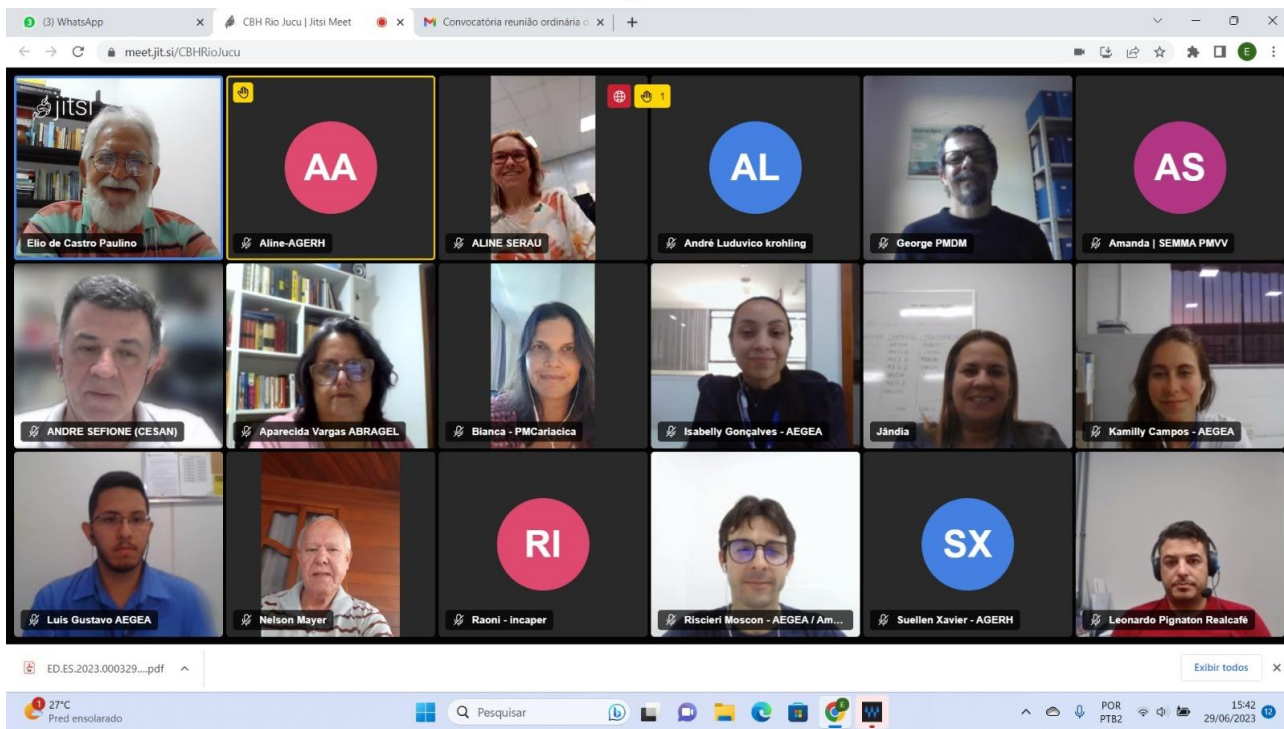 (3) WhatsApp
CBH Rio Jucu | Jitsi Meet
Convocatória reunião ordinária d
meet.jit.si/CBHRioJucu
E
jitsi
1
AA
AL
AS
Elio de Castro Paulino
Aline-AGERH
ALINE SERAU
André Luduvico krohling
George PMDM
Amanda | SEMMA PMVV
ANDRE SEFIONE (CESAN)
Aparecida Vargas ABRAGEL
Bianca - PMCariacica
Isabelly Gonçalves - AEGEA
Jândia
Kamilly Campos - AEGEA
RI
SX
Luis Gustavo AEGEA
Nelson Mayer
Raoni - incaper
Riscieri Moscon - AEGEA / Am...
Suellen Xavier - AGERH
Leonardo Pignaton Realcafé
ED.ES.2023.000329....pdf
Exibir todos
1
27°C
Pred ensolarado
Pesquisar
POR
PTB2
15:42
29/06/2023
12